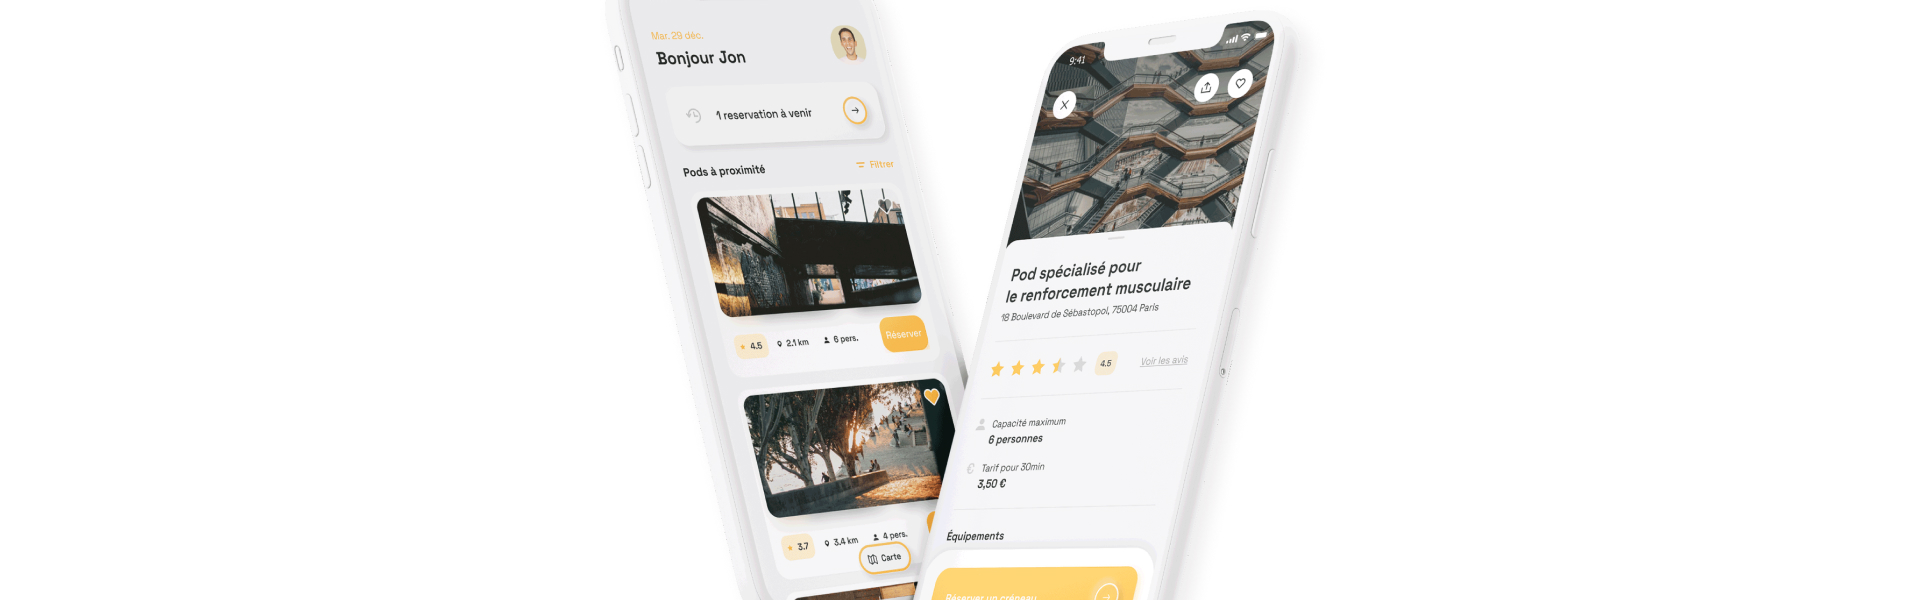 Mar. 29 déc.
Bonjour Jon
1 reservation à venir
Pods à proximité
Filtrer
4.5
2.1 km
6 pers.
Réserver
3.7
3.4 km
4 pers.
Carte
9:41
Pod spécialisé pour
le renforcement musculaire
18 Boulevard de Sébastopol, 75004 Paris
4.5
Voir les avis
Capacité maximum
6 personnes
€ Tarif pour 30min
3,50 €
Équipements
Réserver un créneau